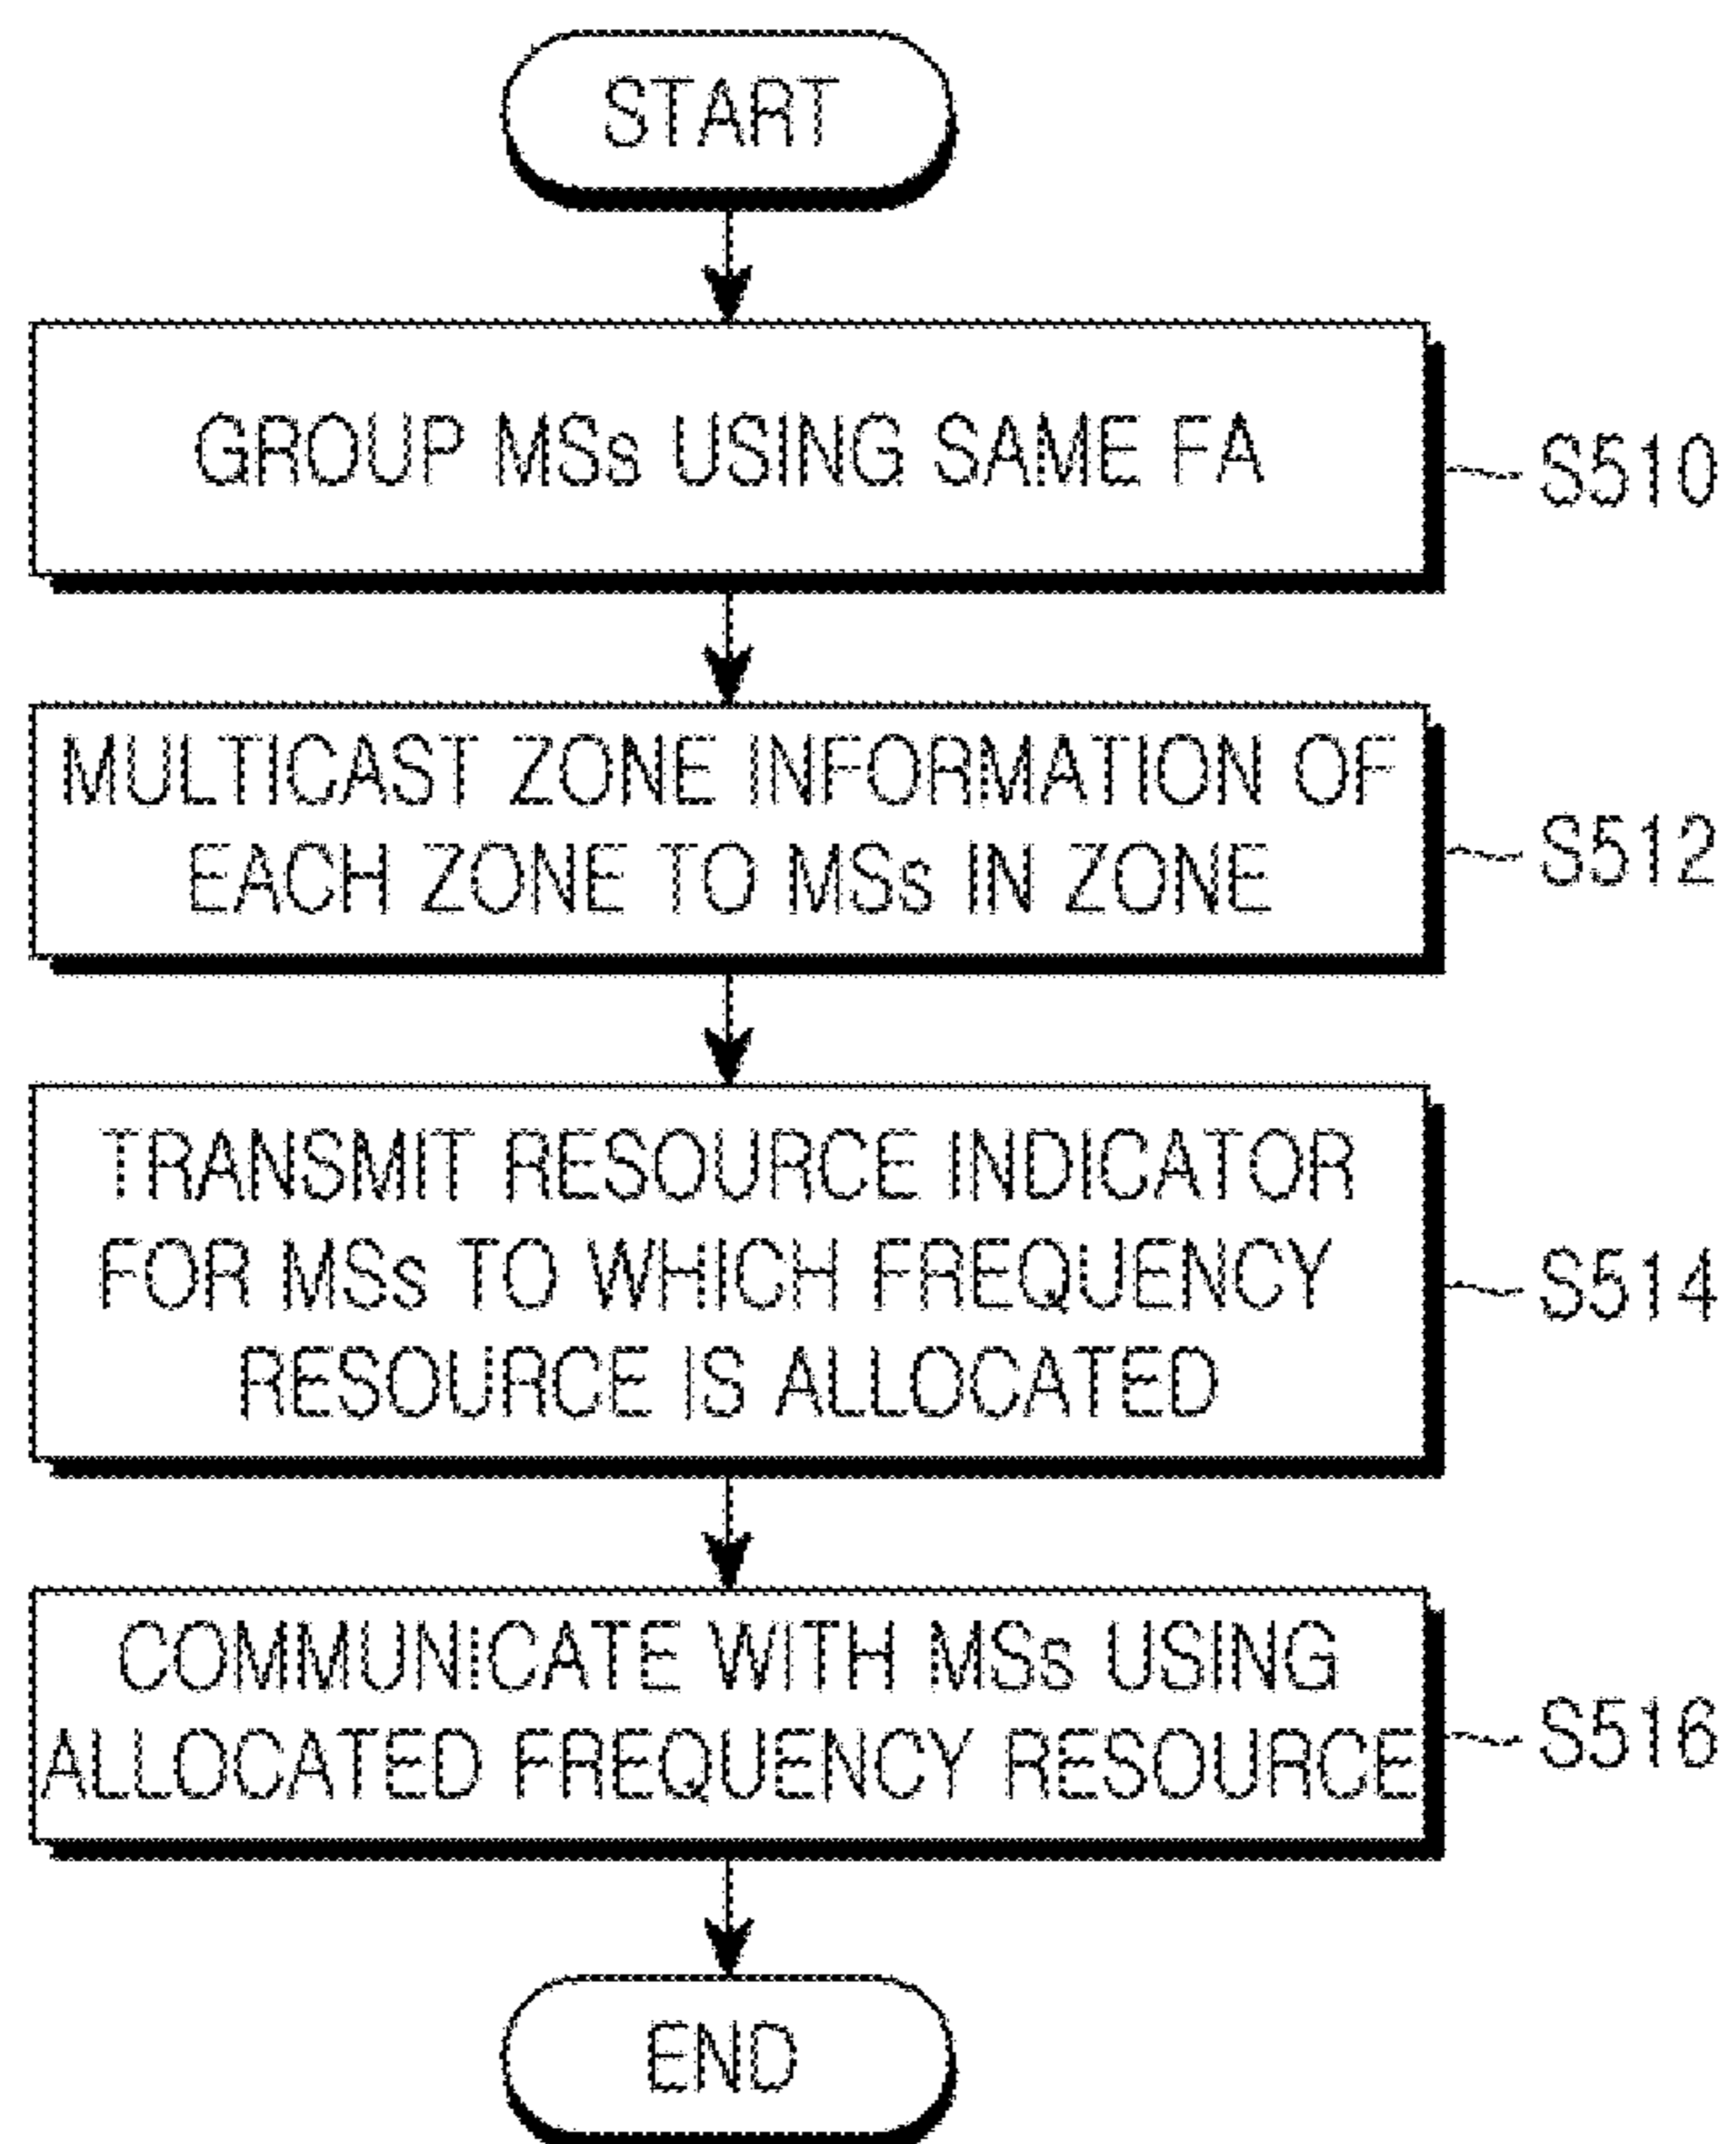 START
GROUP MSs USING SAME FA
S510
MULTICAST ZONE INFORMATION OF
EACH ZONE TO MSs IN ZONE
S512
TRANSMIT RESOURCE INDICATOR
FOR MSs TO WHICH FREQUENCY
RESOURCE IS ALLOCATED
S514
COMMUNICATE WITH MSs USING
ALLOCATED FREQUENCY RESOURCE
S516
END